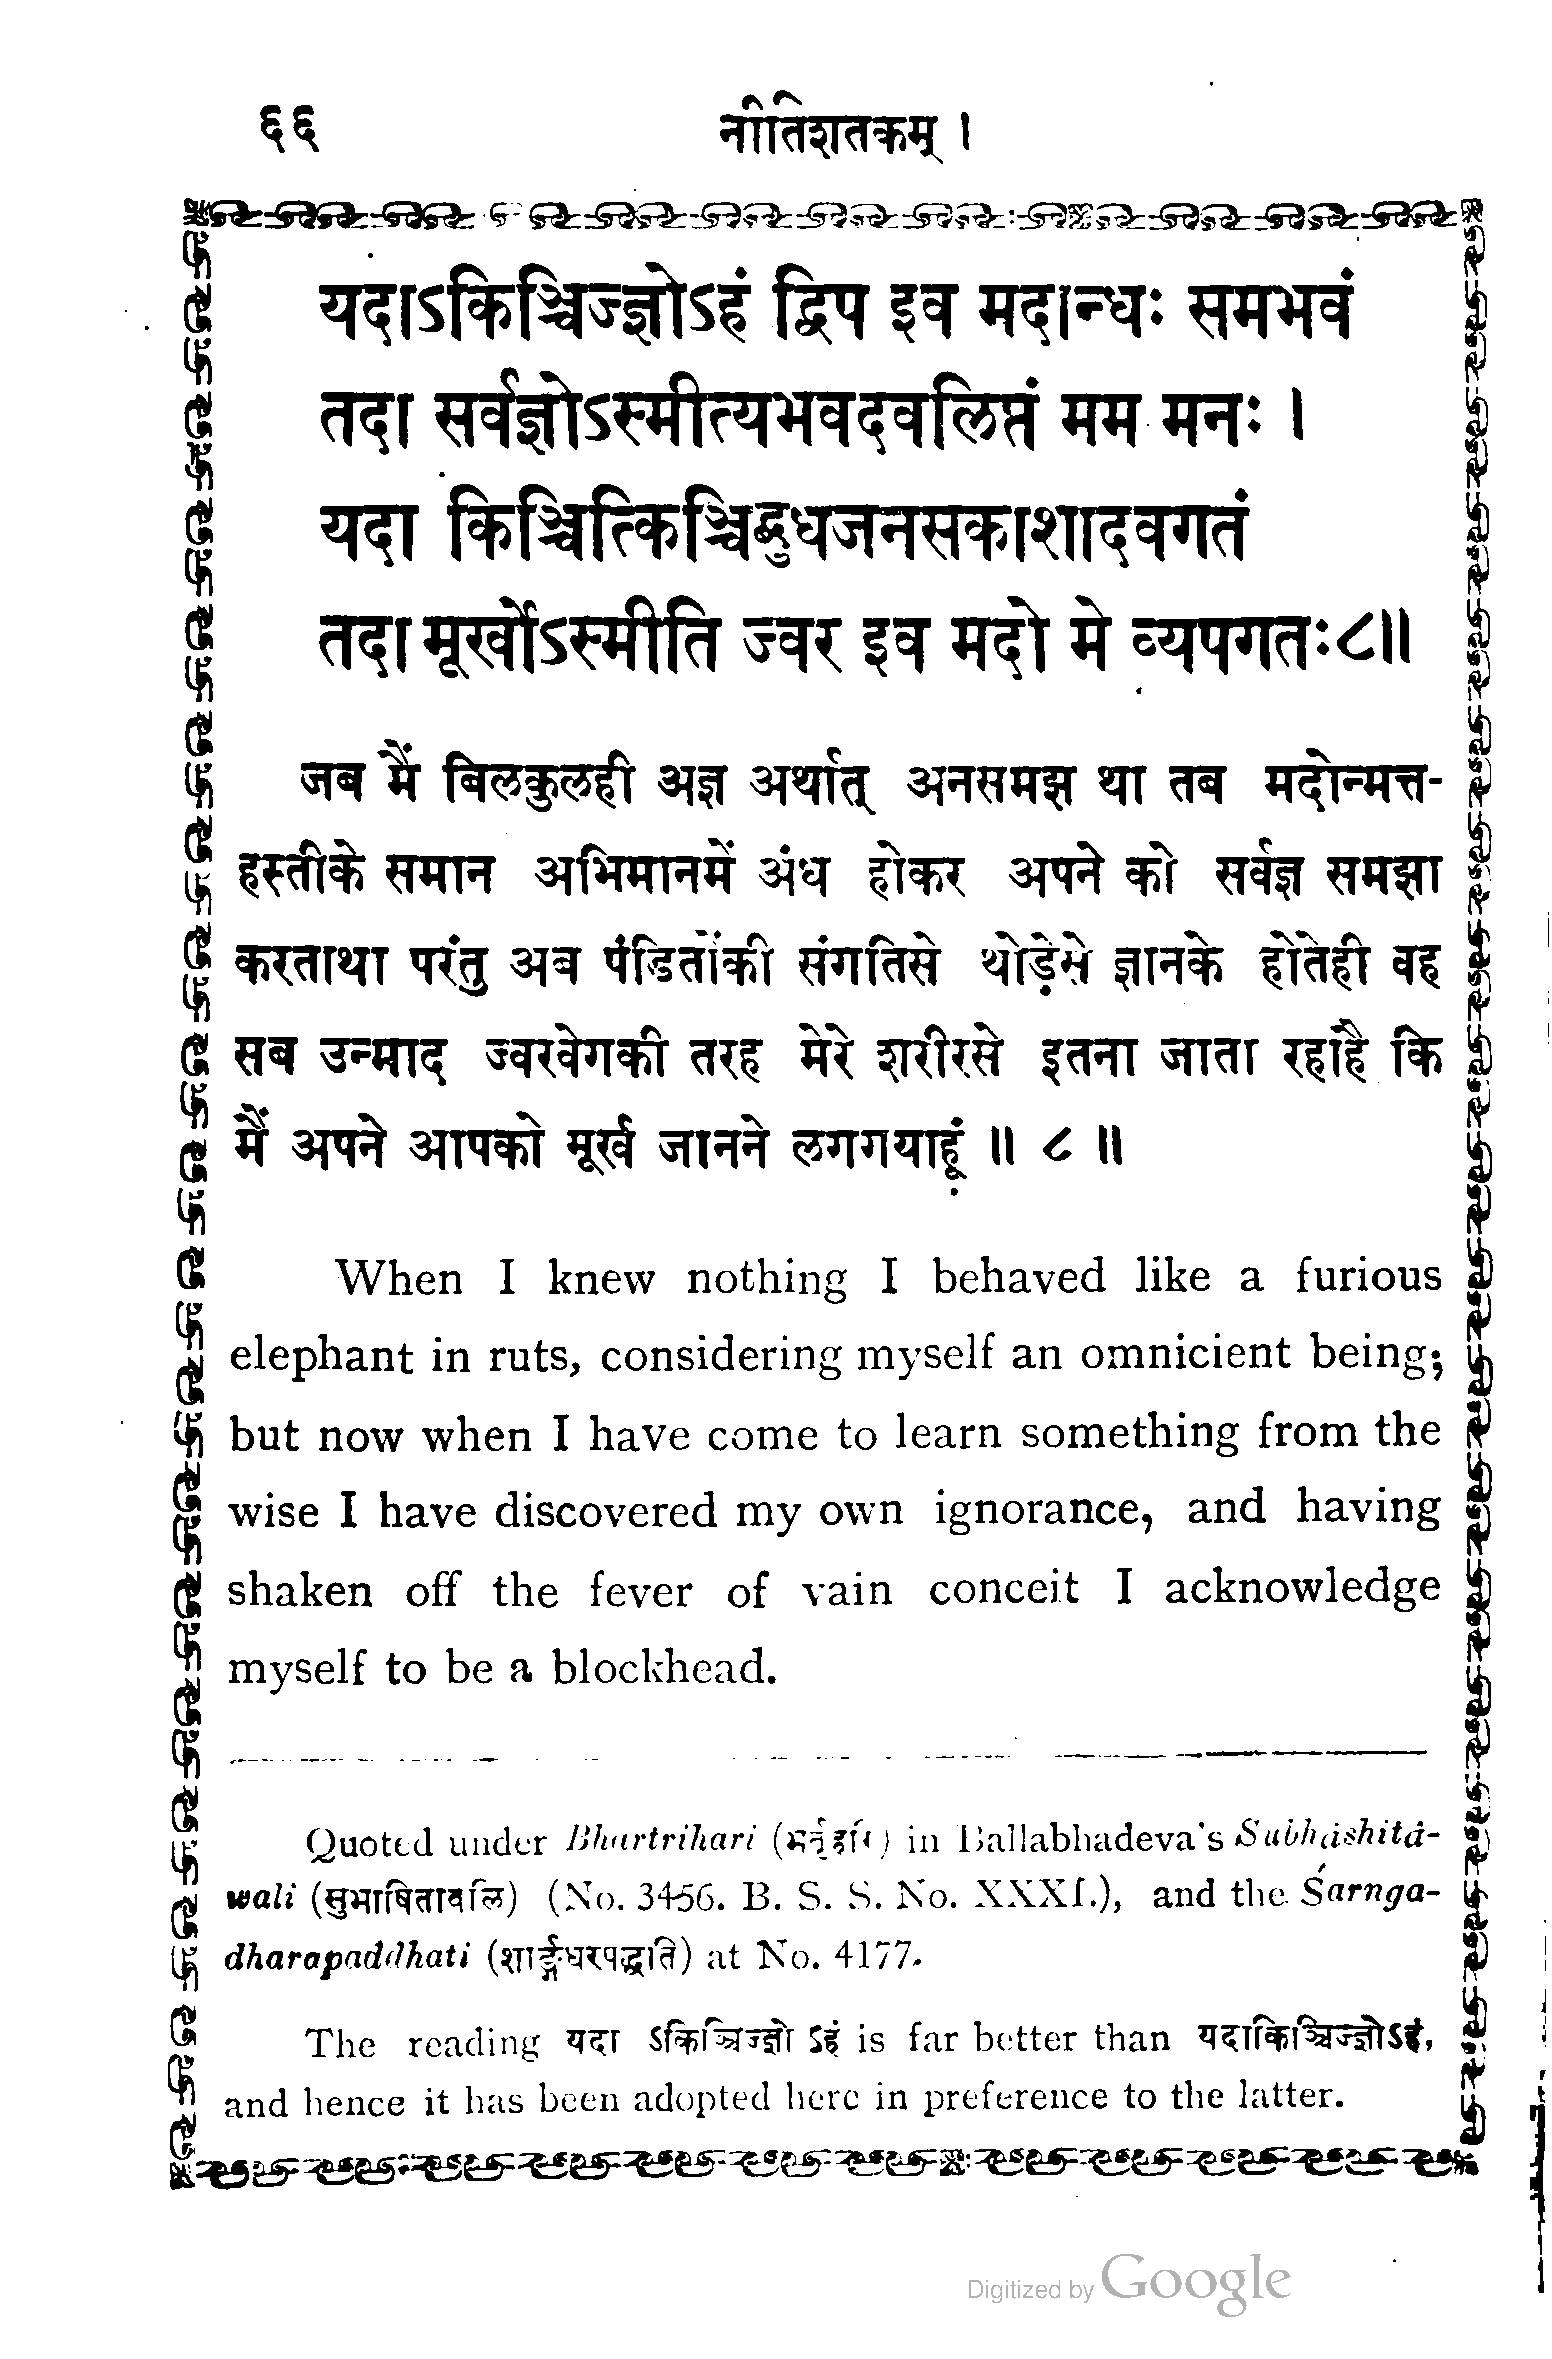 ६६ नीतिशतकम् ।
यदाऽकिञ्चिज्ज्ञोऽहं द्विप इव मदान्धः समभवं
तदा सर्वज्ञोऽस्मीत्यभवदवलिप्तं मम मनः ।
यदा किञ्चित्किञ्चिद्बुधजनसकाशादवगतं
तदा मूर्खोऽस्मीति ज्वर इव मदो मे व्यपगतः८॥
जब मैं बिलकुलही अज्ञ अर्थात् अनसमझ था तब मदोन्मत्त-
हस्तीके समान अभिमानमें अंध होकर अपने को सर्वज्ञ समझा
करताथा परंतु अब पंडितोंकी संगतिसे थोड़ेसे ज्ञानके होतेही वह
सब उन्माद ज्वरवेगकी तरह मेरे शरीरसे इतना जाता रहाहै कि
मैं अपने आपको मूर्ख जानने लगगयाहूं ॥ ८ ॥
When I knew nothing I behaved like a furious
elephant in ruts, considering myself an omnicient being;
but now when I have come to learn something from the
wise I have discovered my own ignorance, and having
shaken off the fever of vain conceit I acknowledge
myself to be a blockhead.
Quoted under Bhartrihari (भर्तृहरि) in Ballabhadeva's Subháshitá-
wali (सुभाषितावलि) (No. 3456. B. S. S. No. XXXI.), and the Śarnga-
dharapaddhati (शार्ङ्गधरपद्धति) at No. 4177.
The reading यदा ऽकिञ्चिज्ज्ञो ऽहं is far better than यदाकिञ्चिज्ज्ञोऽहं,
and hence it has been adopted here in preference to the latter.
Digitized by Google